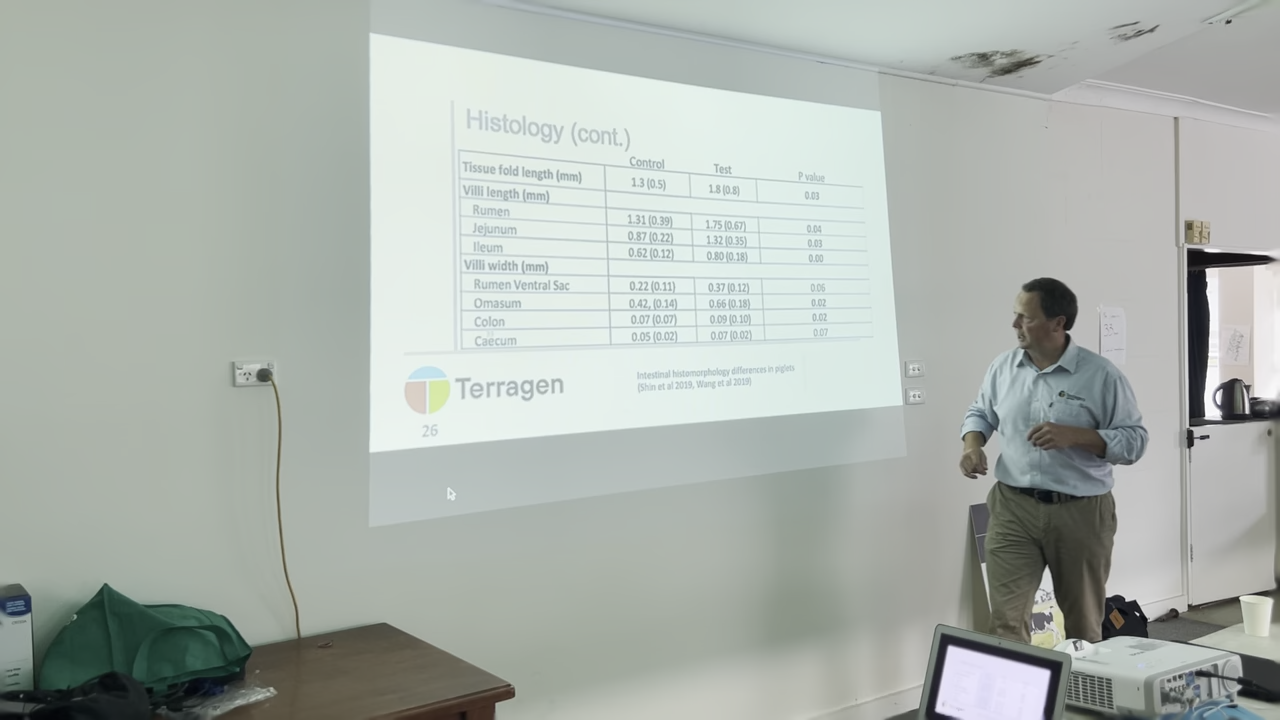 Histology (cont.)
Control Test P value
Tissue fold length (mm) 1.3 (0.5) 1.8 (0.8) 0.03
Villi length (mm)
Rumen 1.31 (0.39) 1.75 (0.67) 0.04
Jejunum 0.87 (0.22) 1.32 (0.35) 0.03
Ileum 0.62 (0.12) 0.80 (0.18) 0.00
Villi width (mm)
Rumen Ventral Sac 0.22 (0.11) 0.37 (0.12) 0.06
Omasum 0.42, (0.14) 0.66 (0.18) 0.02
Colon 0.07 (0.07) 0.09 (0.10) 0.02
Caecum 0.05 (0.02) 0.07 (0.02) 0.07
Terragen
Intestinal histomorphology differences in piglets
(Shin et al 2019, Wang et al 2019)
26